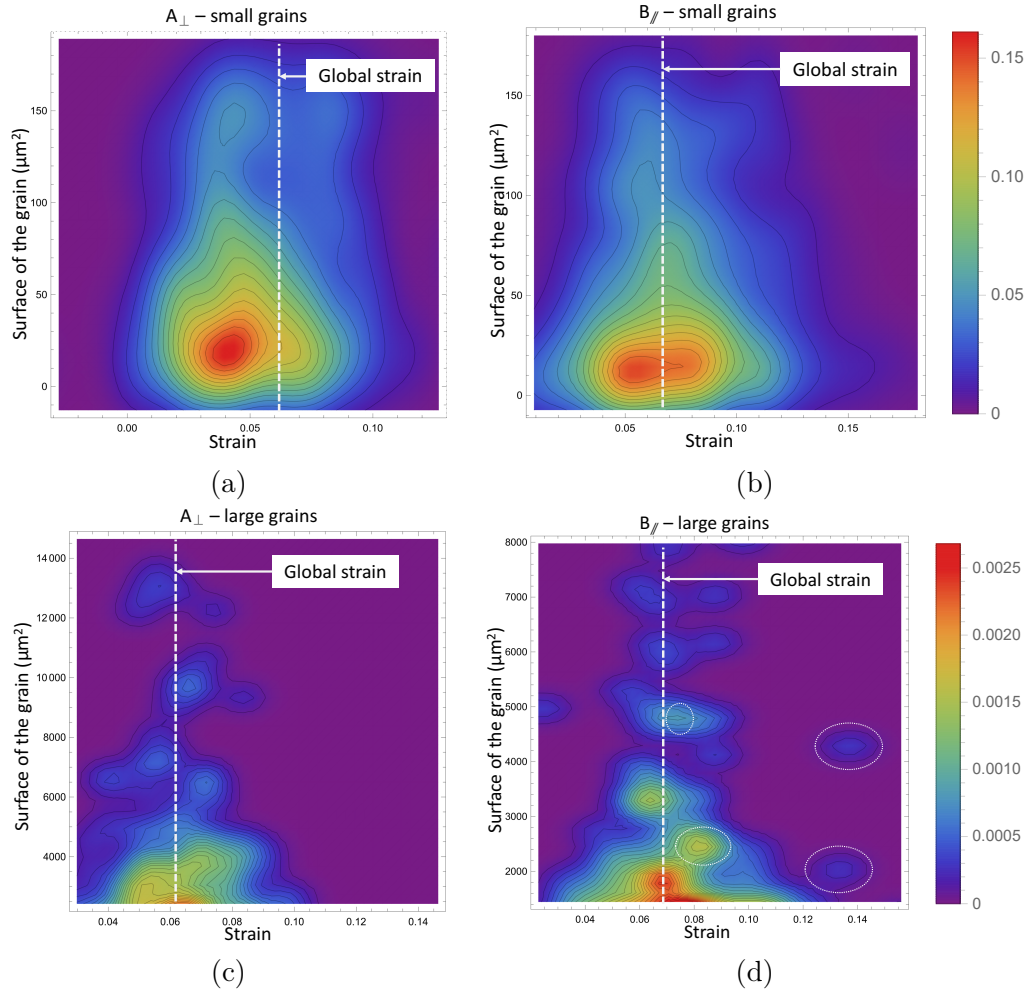 A⊥ – small grains
Global strain
Surface of the grain (µm²)
150
100
50
0
0.00
0.05
0.10
Strain
(a)
B⫽ – small grains
Global strain
Surface of the grain (µm²)
150
100
50
0
0.05
0.10
0.15
Strain
(b)
0.15
0.10
0.05
0
A⊥ – large grains
Global strain
Surface of the grain (µm²)
14 000
12 000
10 000
8000
6000
4000
0.04
0.06
0.08
0.10
0.12
0.14
Strain
(c)
B⫽ – large grains
Global strain
Surface of the grain (µm²)
8000
7000
6000
5000
4000
3000
2000
0.04
0.06
0.08
0.10
0.12
0.14
Strain
(d)
0.0025
0.0020
0.0015
0.0010
0.0005
0